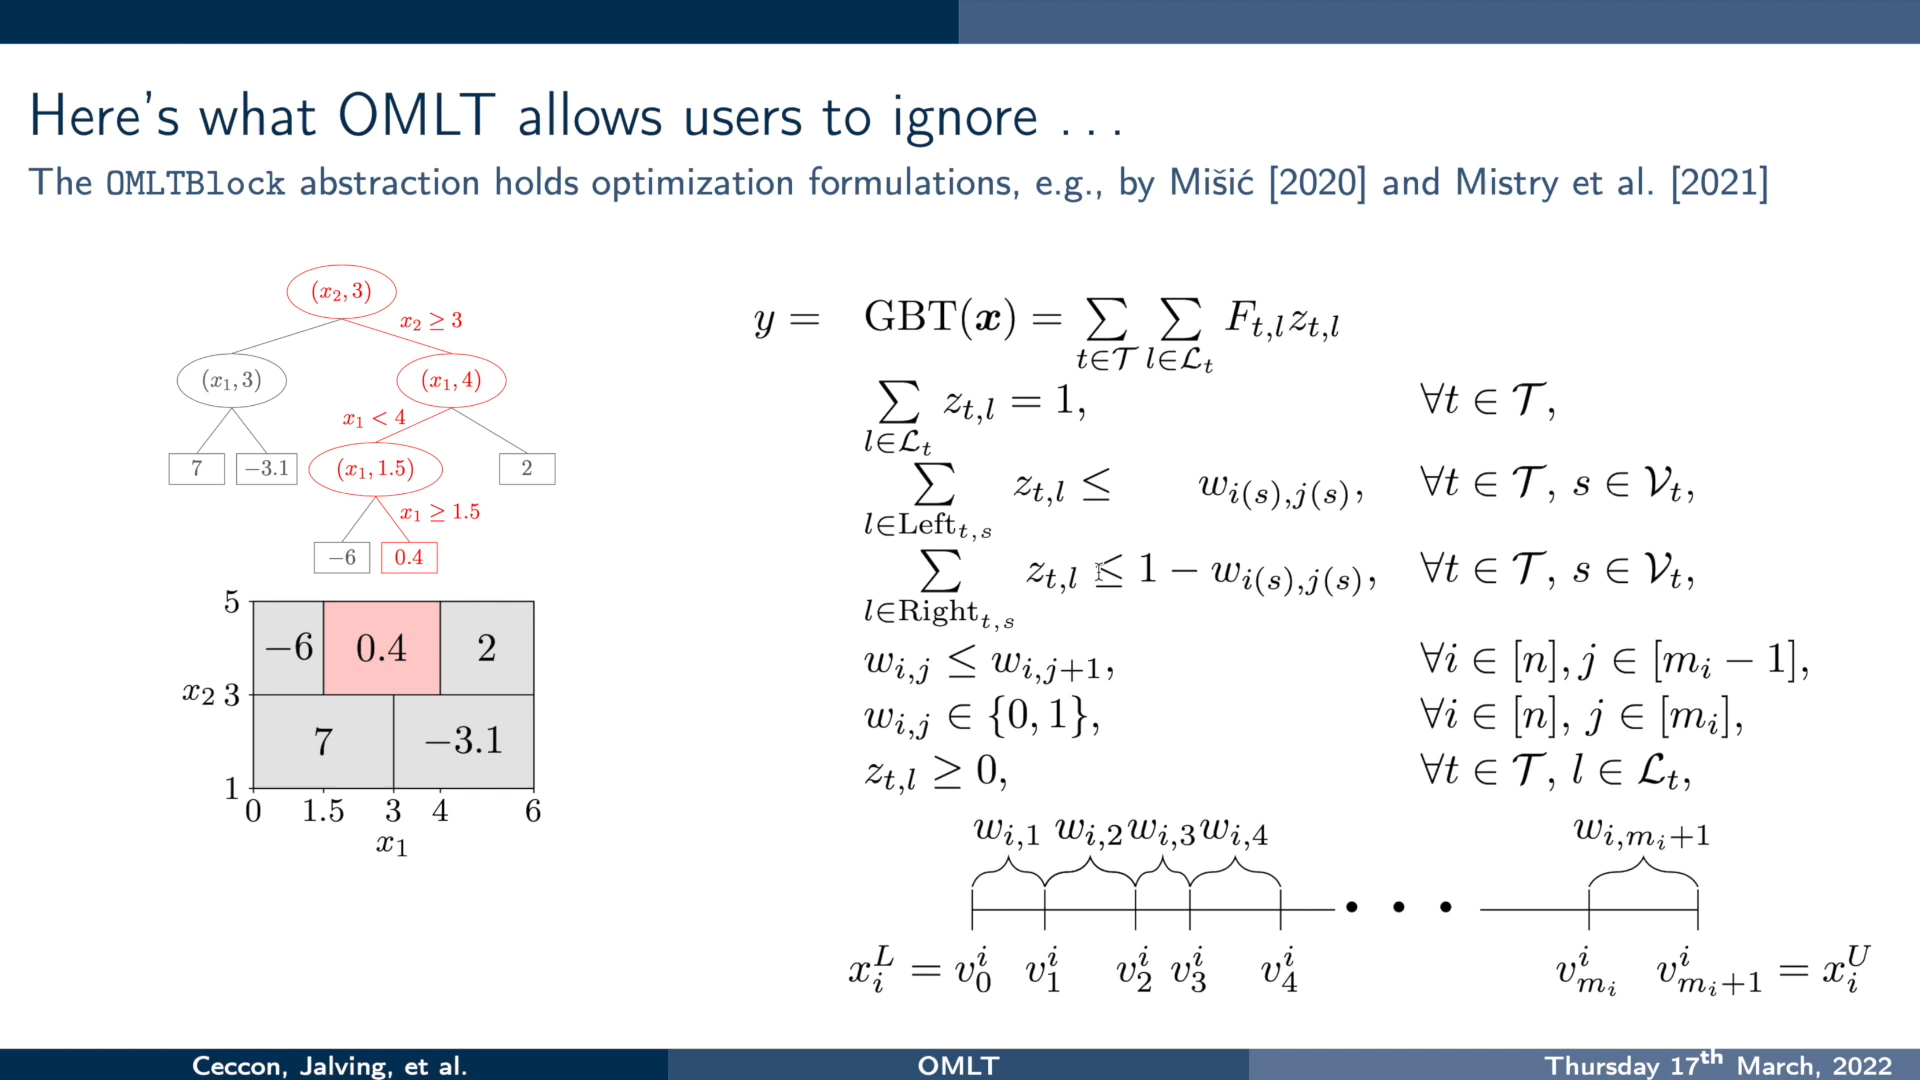 Here's what OMLT allows users to ignore . . .
The OMLTBlock abstraction holds optimization formulations, e.g., by Mišić [2020] and Mistry et al. [2021]
(x₂, 3)
x₂ ≥ 3
(x₁, 3)
(x₁, 4)
x₁ < 4
7
−3.1
(x₁, 1.5)
2
x₁ ≥ 1.5
−6
0.4
5
−6
0.4
2
x₂ 3
7
−3.1
1
0
1.5
3
4
6
x₁
y = GBT(𝒙) = ∑_{t∈𝒯} ∑_{l∈ℒ_t} F_{t,l} z_{t,l}
∑_{l∈ℒ_t} z_{t,l} = 1, ∀t ∈ 𝒯,
∑_{l∈Left_{t,s}} z_{t,l} ≤ w_{i(s),j(s)}, ∀t ∈ 𝒯, s ∈ 𝒱_t,
∑_{l∈Right_{t,s}} z_{t,l} ≤ 1 − w_{i(s),j(s)}, ∀t ∈ 𝒯, s ∈ 𝒱_t,
w_{i,j} ≤ w_{i,j+1}, ∀i ∈ [n], j ∈ [m_i − 1],
w_{i,j} ∈ {0, 1}, ∀i ∈ [n], j ∈ [m_i],
z_{t,l} ≥ 0, ∀t ∈ 𝒯, l ∈ ℒ_t,
w_{i,1} w_{i,2} w_{i,3} w_{i,4} w_{i,m_i+1}
• • •
x_i^L = v_0^i v_1^i v_2^i v_3^i v_4^i v_{m_i}^i v_{m_i+1}^i = x_i^U
Ceccon, Jalving, et al.
OMLT
Thursday 17th March, 2022